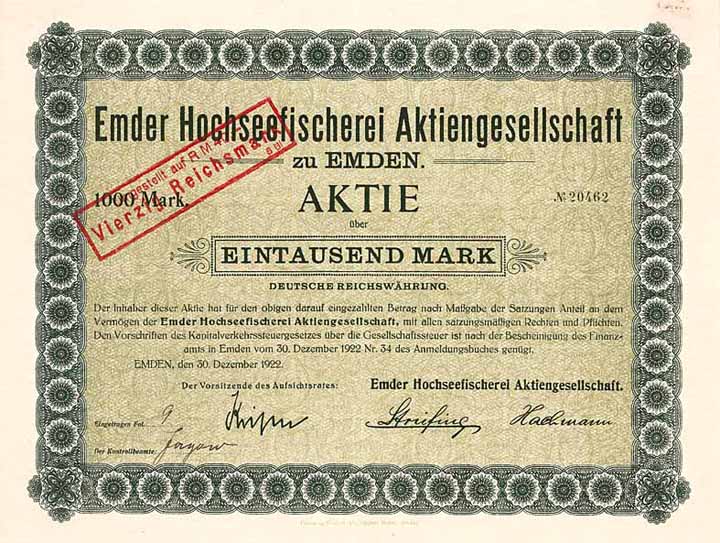 Emder Hochseefischerei Aktiengesellschaft
zu EMDEN.
gestellt auf R.M. 4
Vierzig Reichsmark
1000 Mark.
AKTIE
№ 20462
über
EINTAUSEND MARK
DEUTSCHE REICHSWÄHRUNG.
Der Inhaber dieser Aktie hat für den obigen darauf eingezahlten Betrag nach Maßgabe der Satzungen Anteil an dem
Vermögen der Emder Hochseefischerei Aktiengesellschaft, mit allen satzungsmäßigen Rechten und Pflichten.
Den Vorschriften des Kapitalverkehrssteuergesetzes über die Gesellschaftssteuer ist nach der Bescheinigung des Finanz-
amts in Emden vom 30. Dezember 1922 Nr. 34 des Anmeldungsbuches genügt.
EMDEN, den 30. Dezember 1922.
Der Vorsitzende des Aufsichtsrates:
Emder Hochseefischerei Aktiengesellschaft.
Eingetragen Fol. 9
Hachmann
Der Kontrollbeamte: